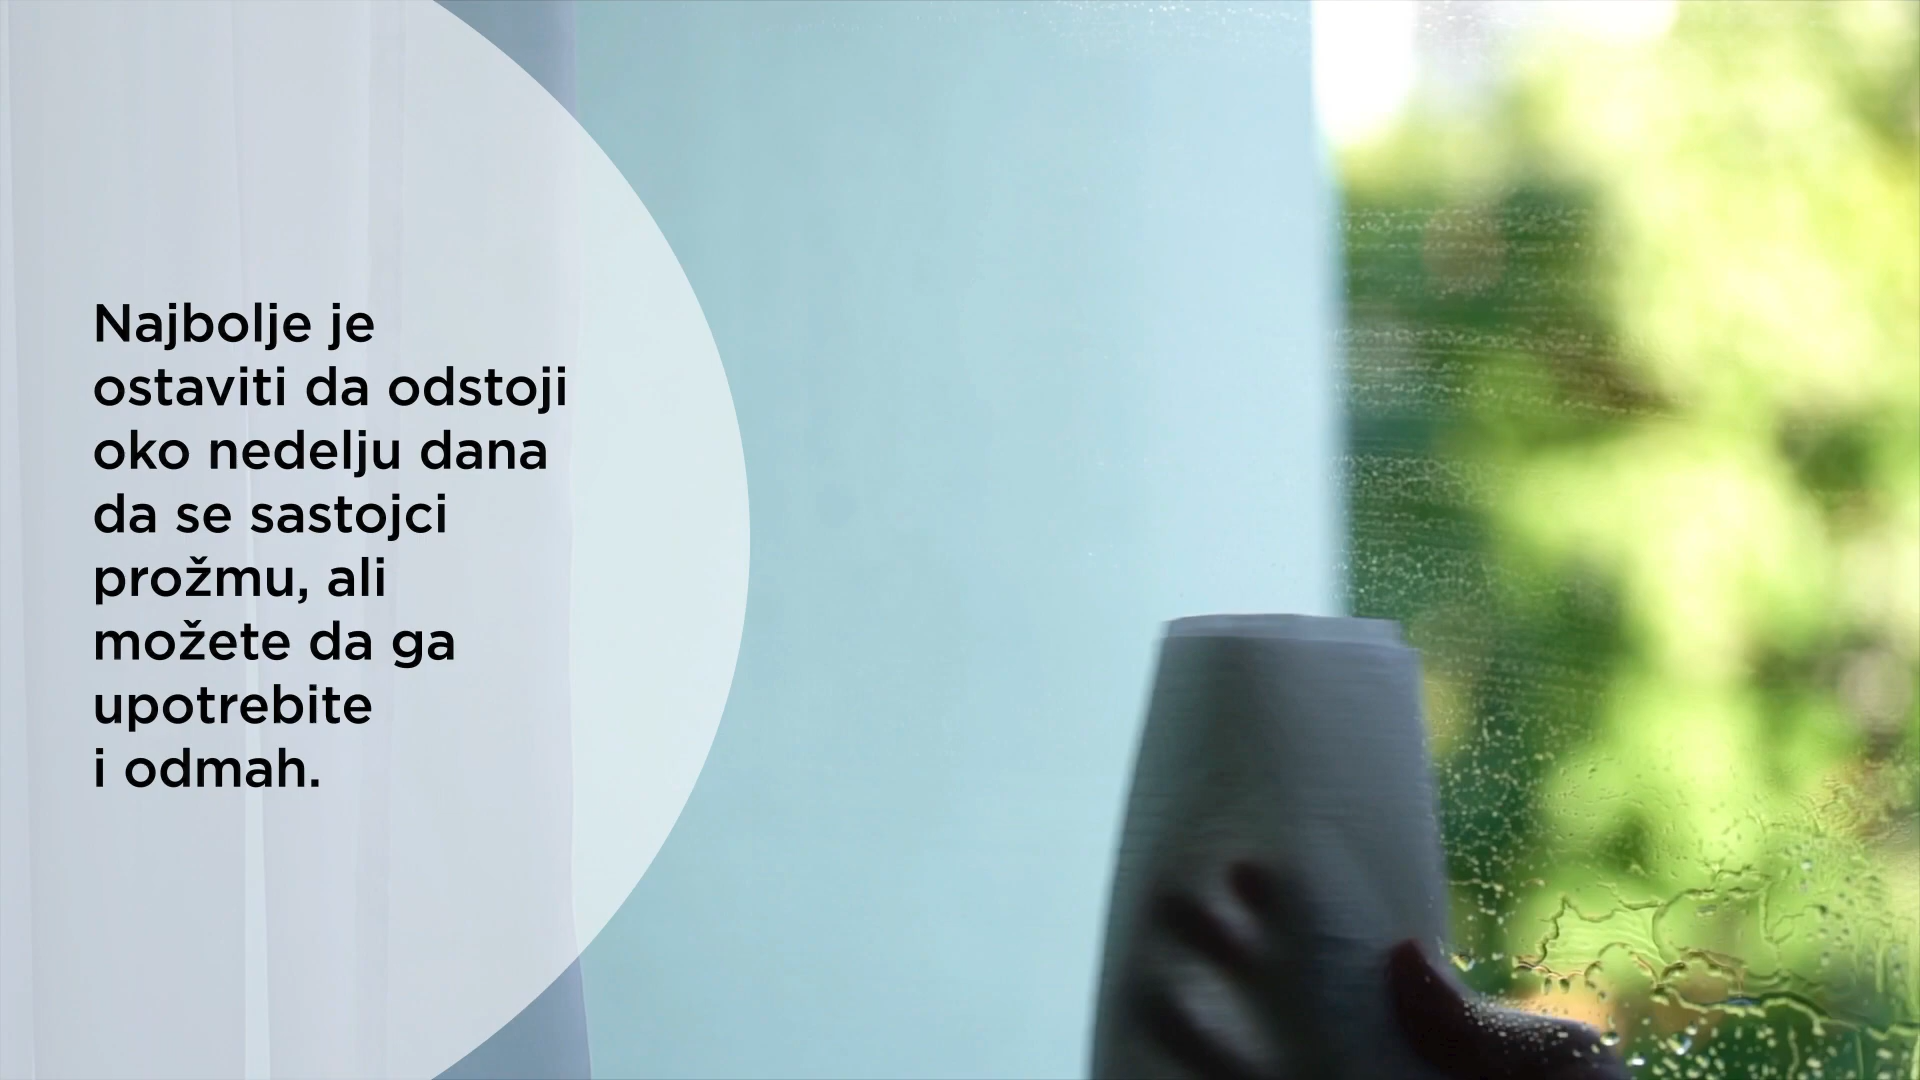 Najbolje je
ostaviti da odstoji
oko nedelju dana
da se sastojci
prožmu, ali
možete da ga
upotrebite
i odmah.